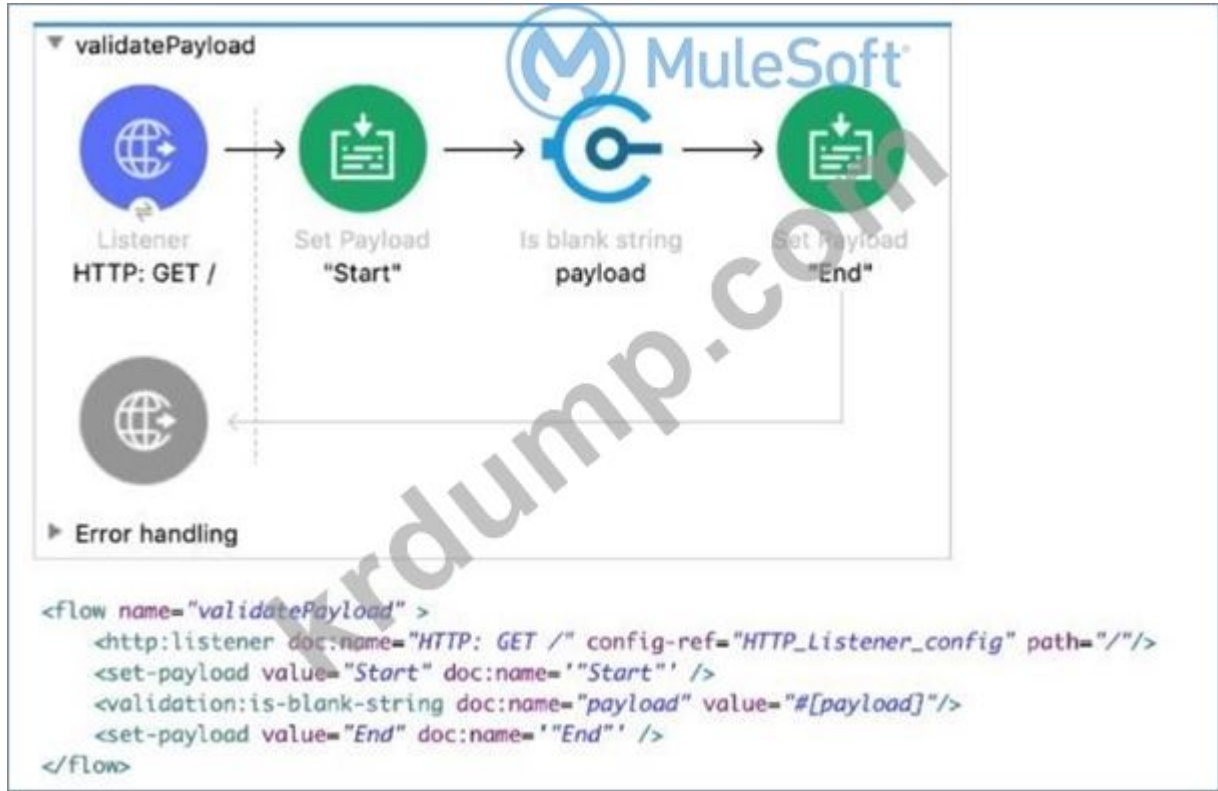 validatePayload
MuleSoft
Listener
HTTP: GET /
Set Payload
"Start"
Is blank string
payload
Set Payload
"End"
Error handling
krdump.com
<flow name="validatePayload" >
<http:listener doc:name="HTTP: GET /" config-ref="HTTP_Listener_config" path="/"/>
<set-payload value="Start" doc:name='"Start"' />
<validation:is-blank-string doc:name="payload" value="#[payload]"/>
<set-payload value="End" doc:name='"End"' />
</flow>